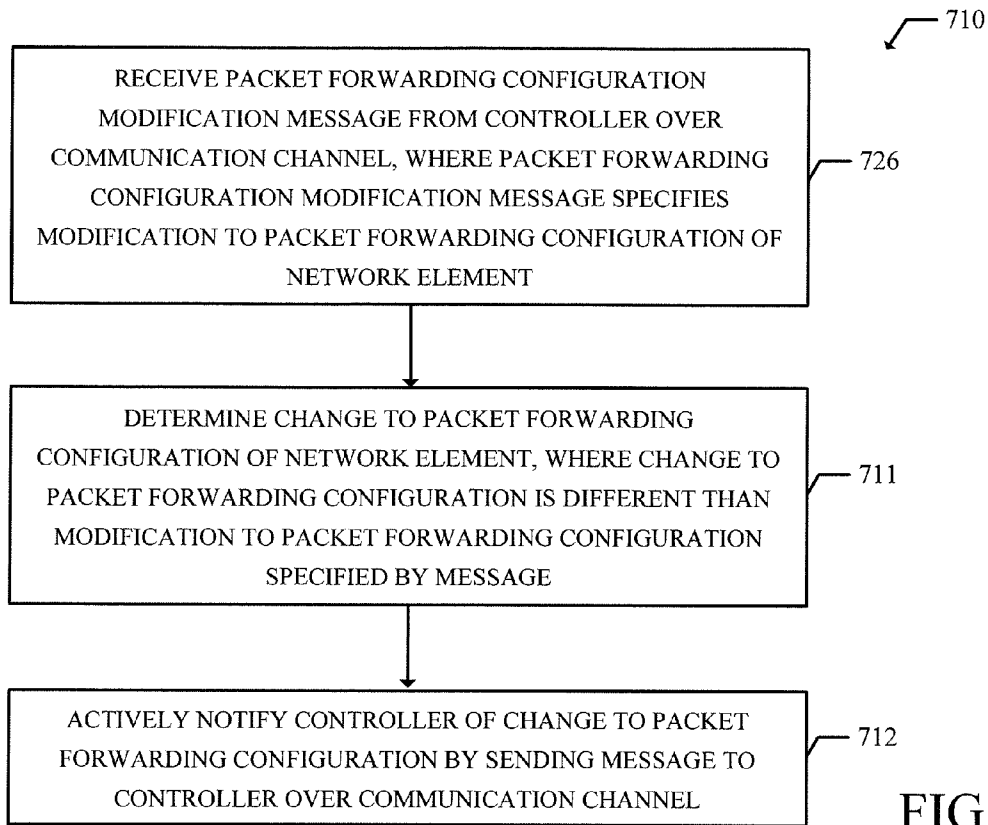 710
RECEIVE PACKET FORWARDING CONFIGURATION
MODIFICATION MESSAGE FROM CONTROLLER OVER
COMMUNICATION CHANNEL, WHERE PACKET FORWARDING
CONFIGURATION MODIFICATION MESSAGE SPECIFIES
MODIFICATION TO PACKET FORWARDING CONFIGURATION OF
NETWORK ELEMENT
726
DETERMINE CHANGE TO PACKET FORWARDING
CONFIGURATION OF NETWORK ELEMENT, WHERE CHANGE TO
PACKET FORWARDING CONFIGURATION IS DIFFERENT THAN
MODIFICATION TO PACKET FORWARDING CONFIGURATION
SPECIFIED BY MESSAGE
711
ACTIVELY NOTIFY CONTROLLER OF CHANGE TO PACKET
FORWARDING CONFIGURATION BY SENDING MESSAGE TO
CONTROLLER OVER COMMUNICATION CHANNEL
712
FIG